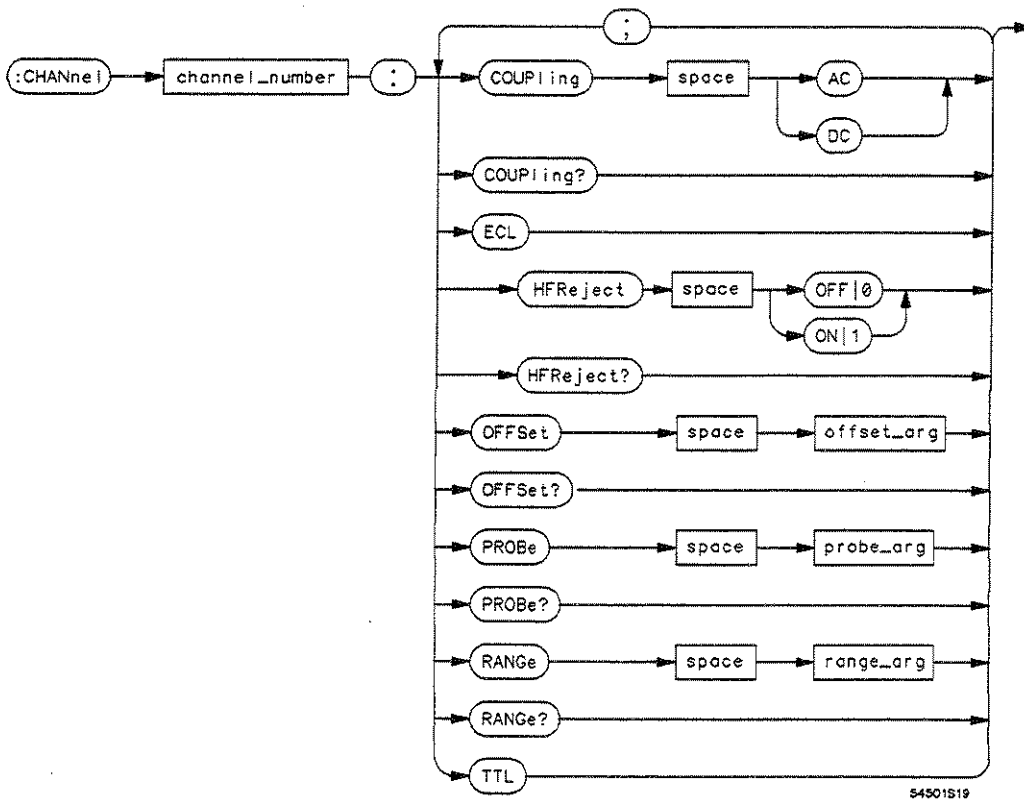 ;
:CHANnel channel_number : COUPling space AC
DC
COUPling?
ECL
HFReject space OFF|0
ON|1
HFReject?
OFFSet space offset_arg
OFFSet?
PROBe space probe_arg
PROBe?
RANGe space range_arg
RANGe?
TTL
54501S19